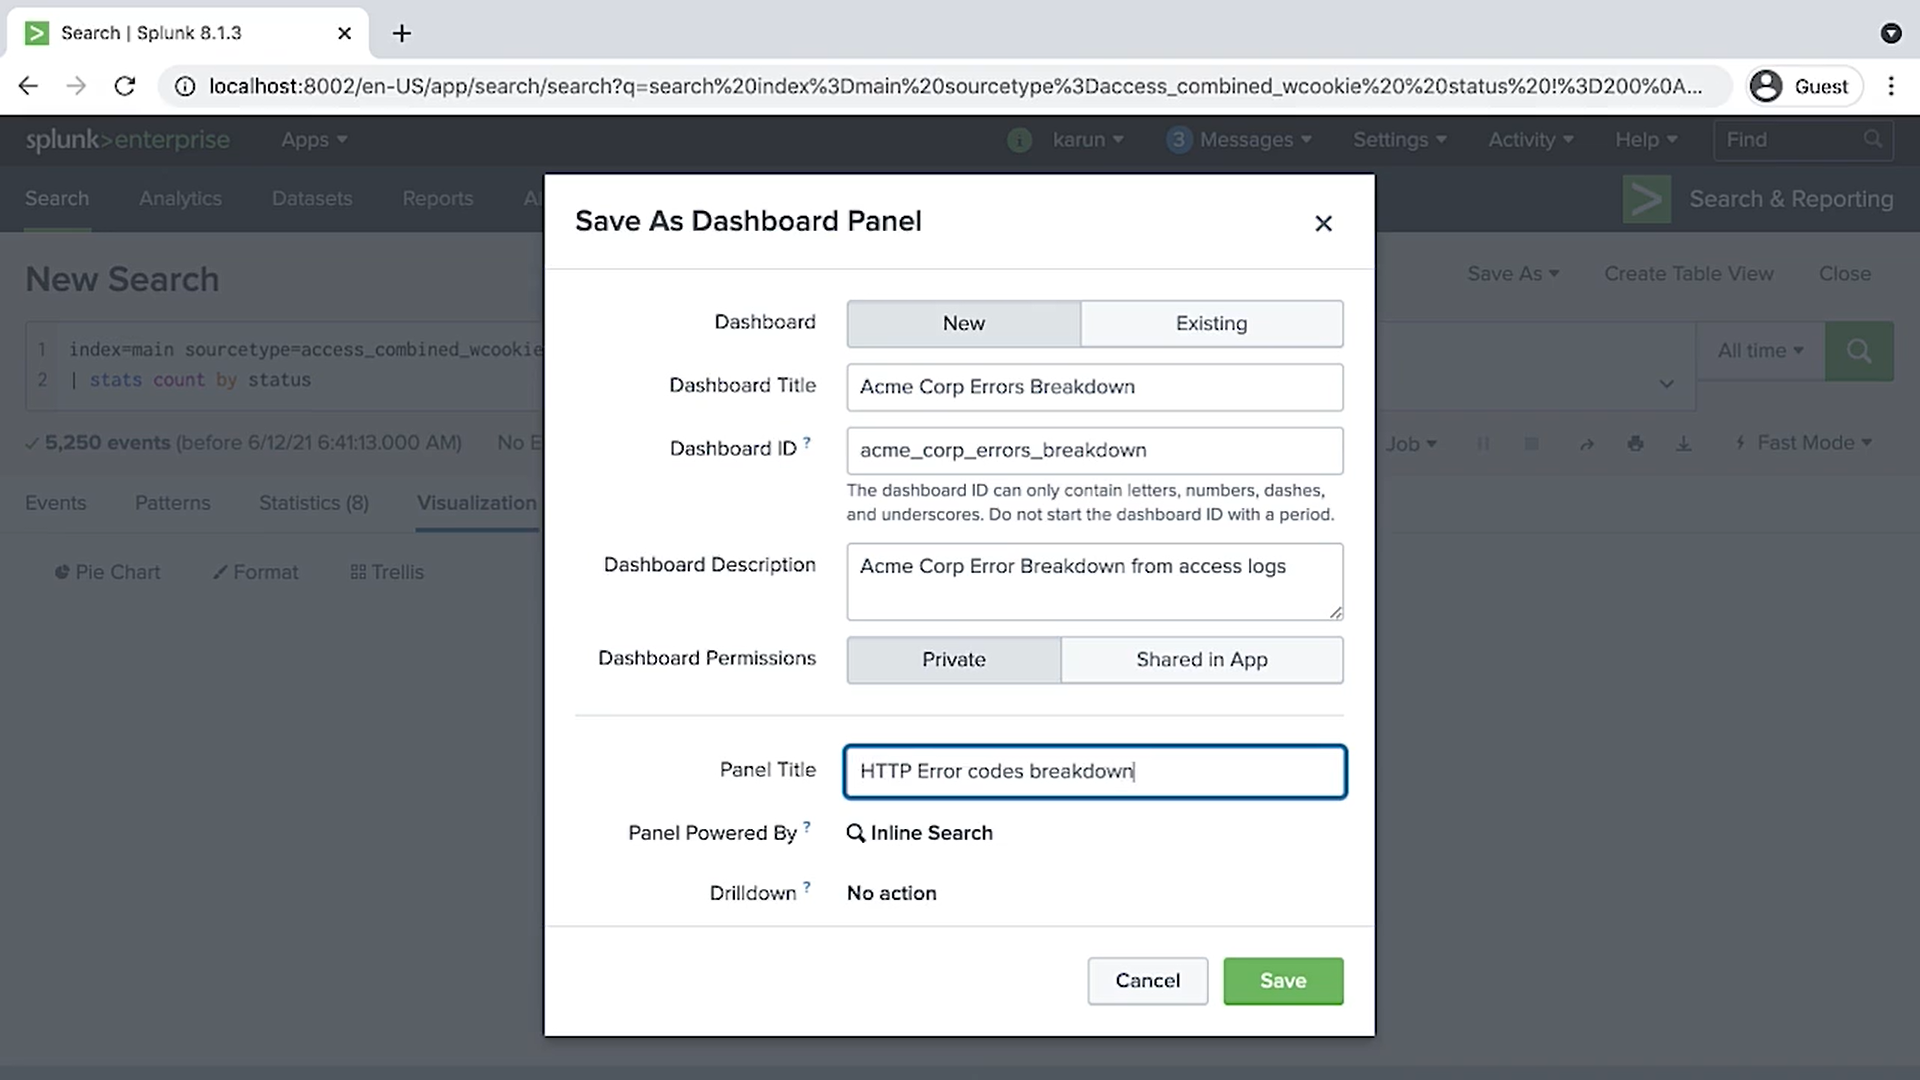 Search | Splunk 8.1.3
localhost:8002/en-US/app/search/search?q=search%20index%3Dmain%20sourcetype%3Daccess_combined_wcookie%20%20status%20!%3D200%0A...
Guest
splunk>enterprise Apps karun 3 Messages Settings Activity Help Find
Search Analytics Datasets Reports Search & Reporting
New Search Save As Create Table View Close
1 index=main sourcetype=access_combined_wcookie All time
2 | stats count by status
✓ 5,250 events (before 6/12/21 6:41:13.000 AM) Job Fast Mode
Events Patterns Statistics (8) Visualization
Pie Chart Format Trellis
Save As Dashboard Panel
Dashboard New Existing
Dashboard Title Acme Corp Errors Breakdown
Dashboard ID ? acme_corp_errors_breakdown
The dashboard ID can only contain letters, numbers, dashes,
and underscores. Do not start the dashboard ID with a period.
Dashboard Description Acme Corp Error Breakdown from access logs
Dashboard Permissions Private Shared in App
Panel Title HTTP Error codes breakdown
Panel Powered By ? Inline Search
Drilldown ? No action
Cancel Save